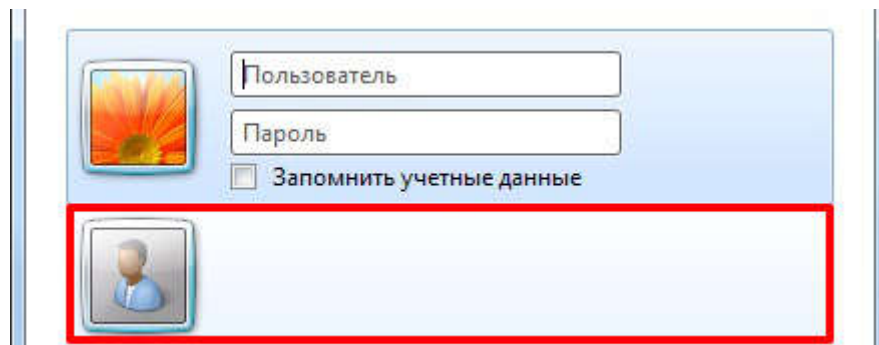 Пользователь
Пароль
Запомнить учетные данные